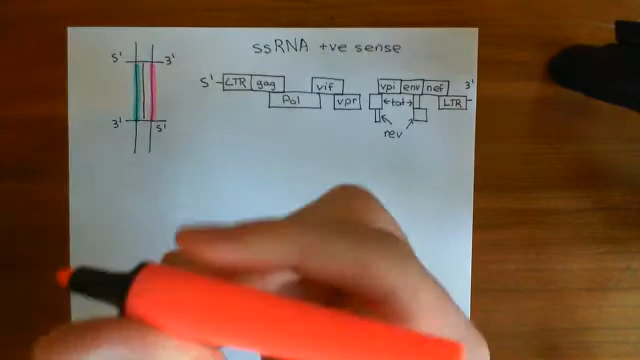 ssRNA +ve sense
5' 3'
5' LTR gag vif vpi env nef 3'
Pol vpr tat LTR
rev
3' 5'